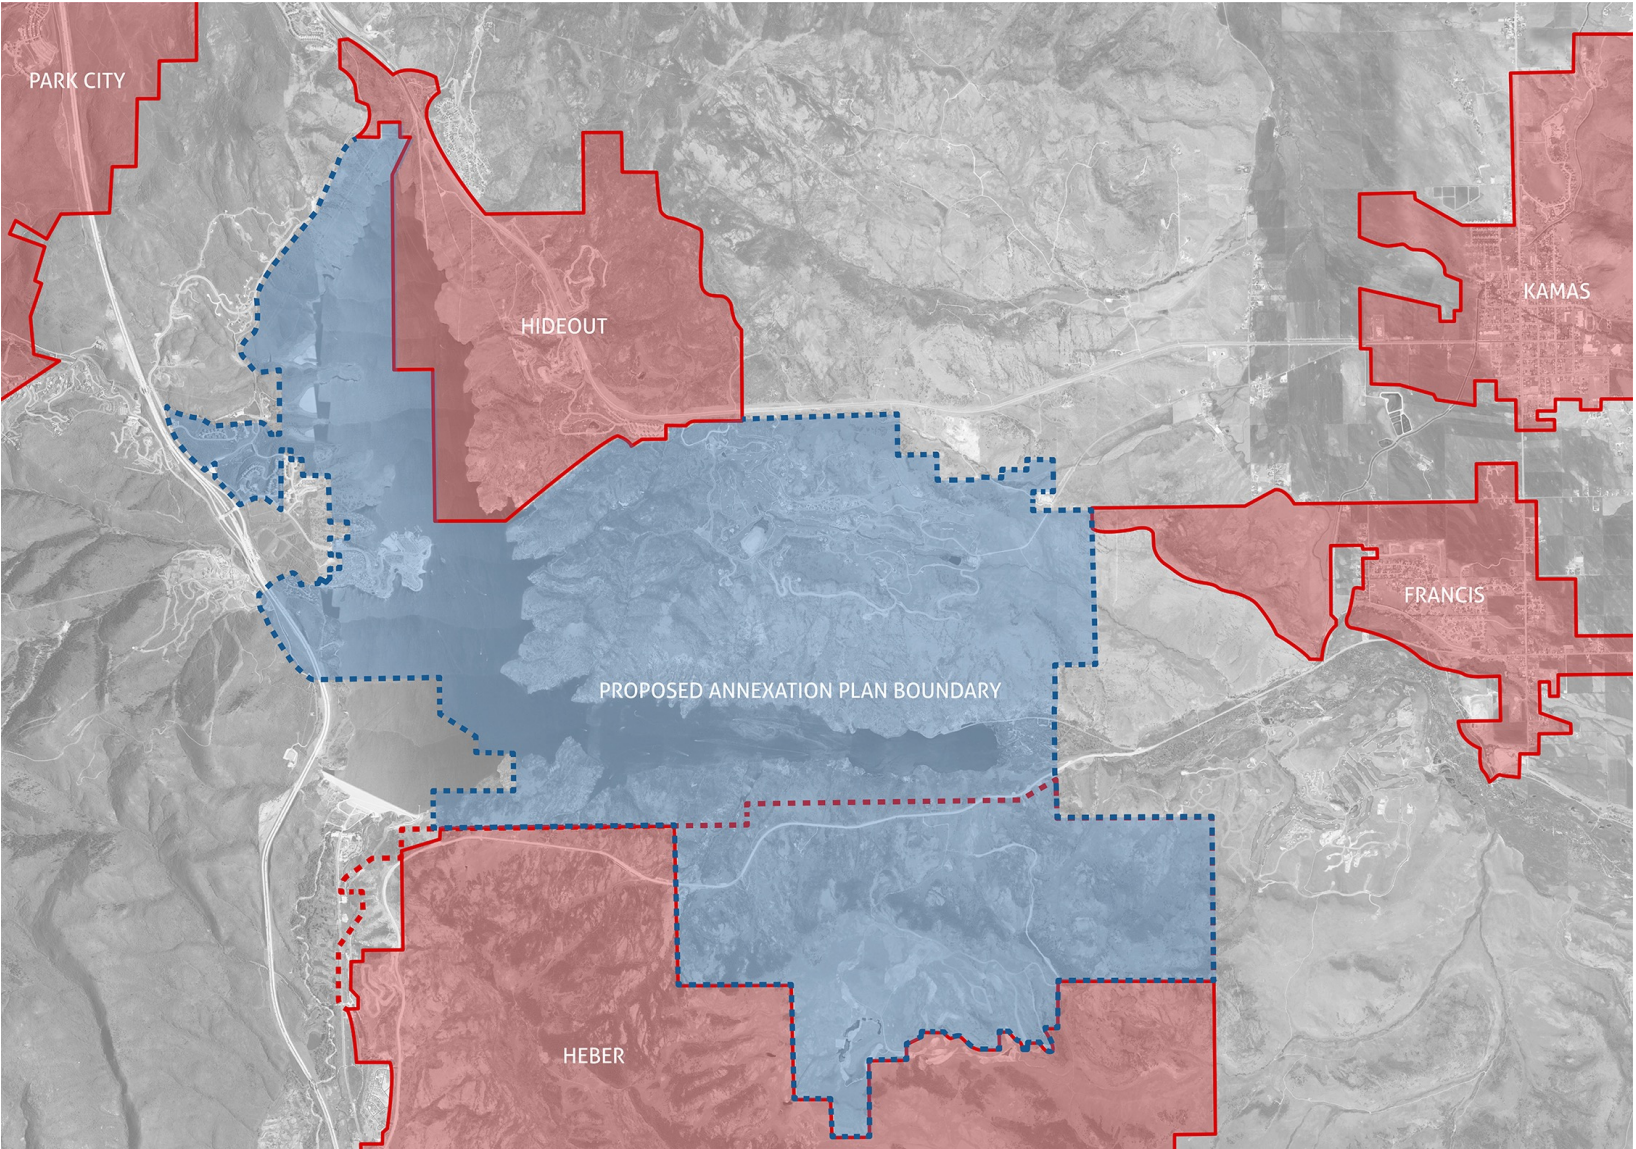 PARK CITY
KAMAS
HIDEOUT
FRANCIS
PROPOSED ANNEXATION PLAN BOUNDARY
HEBER